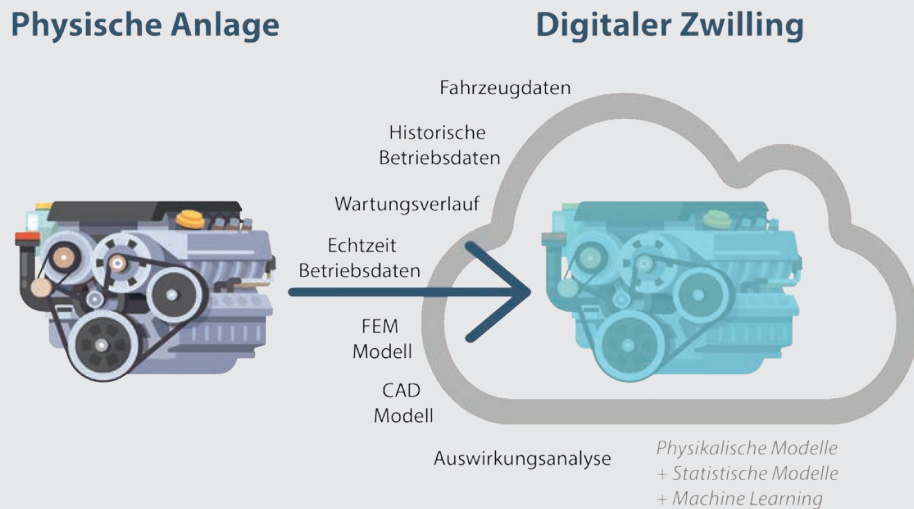 Physische Anlage
Digitaler Zwilling
Fahrzeugdaten
Historische
Betriebsdaten
Wartungsverlauf
Echtzeit
Betriebsdaten
FEM
Modell
CAD
Modell
Auswirkungsanalyse
Physikalische Modelle
+ Statistische Modelle
+ Machine Learning